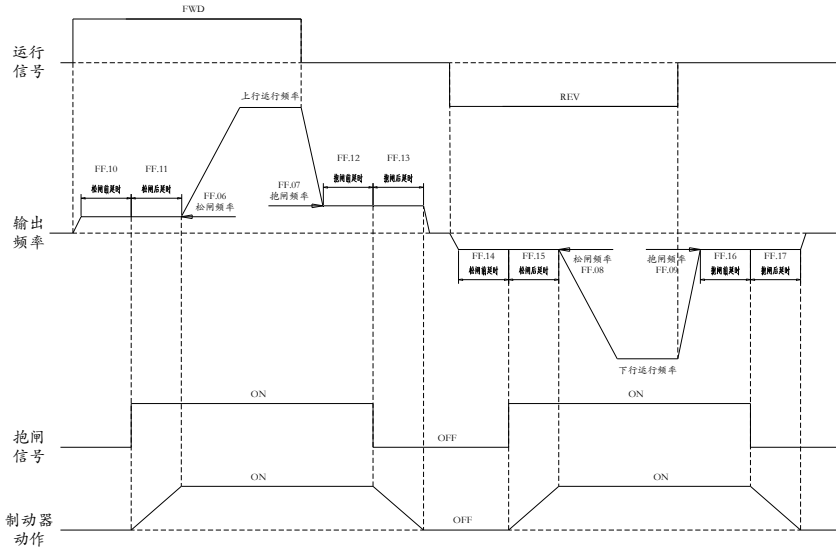 FWD
运行
信号
上行运行频率
REV
FF.10
FF.11
松闸前延时
松闸后延时
FF.06
松闸频率
FF.07
抱闸频率
FF.12
FF.13
抱闸前延时
抱闸后延时
输出
频率
FF.14
FF.15
松闸前延时
松闸后延时
松闸频率
FF.08
抱闸频率
FF.09
FF.16
FF.17
抱闸前延时
抱闸后延时
下行运行频率
ON
ON
抱闸
信号
OFF
ON
ON
制动器
动作
OFF